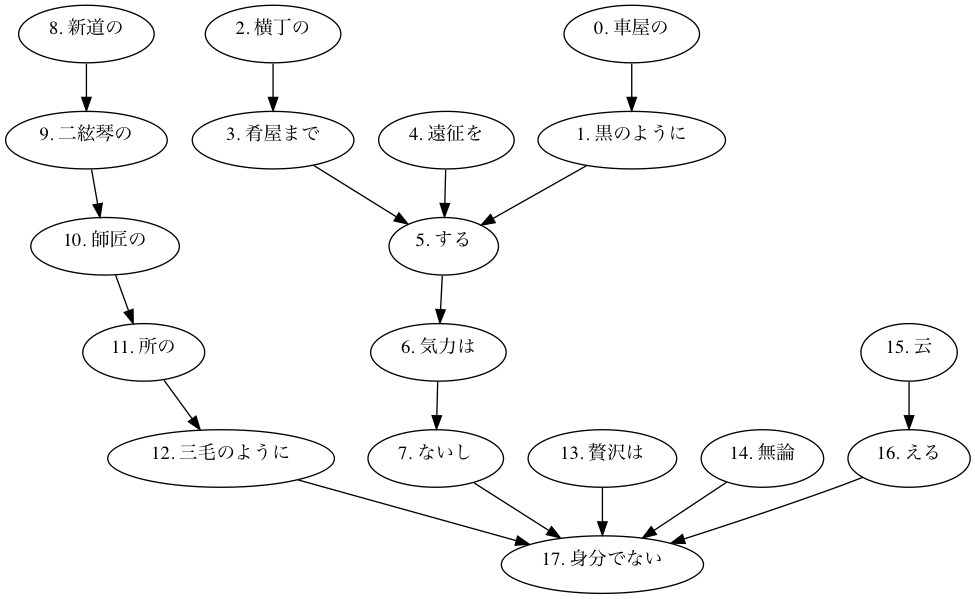 8. 新道の
2. 横丁の
0. 車屋の
9. 二絃琴の
3. 肴屋まで
4. 遠征を
1. 黒のように
10. 師匠の
5. する
11. 所の
6. 気力は
15. 云
12. 三毛のように
7. ないし
13. 贅沢は
14. 無論
16. える
17. 身分でない